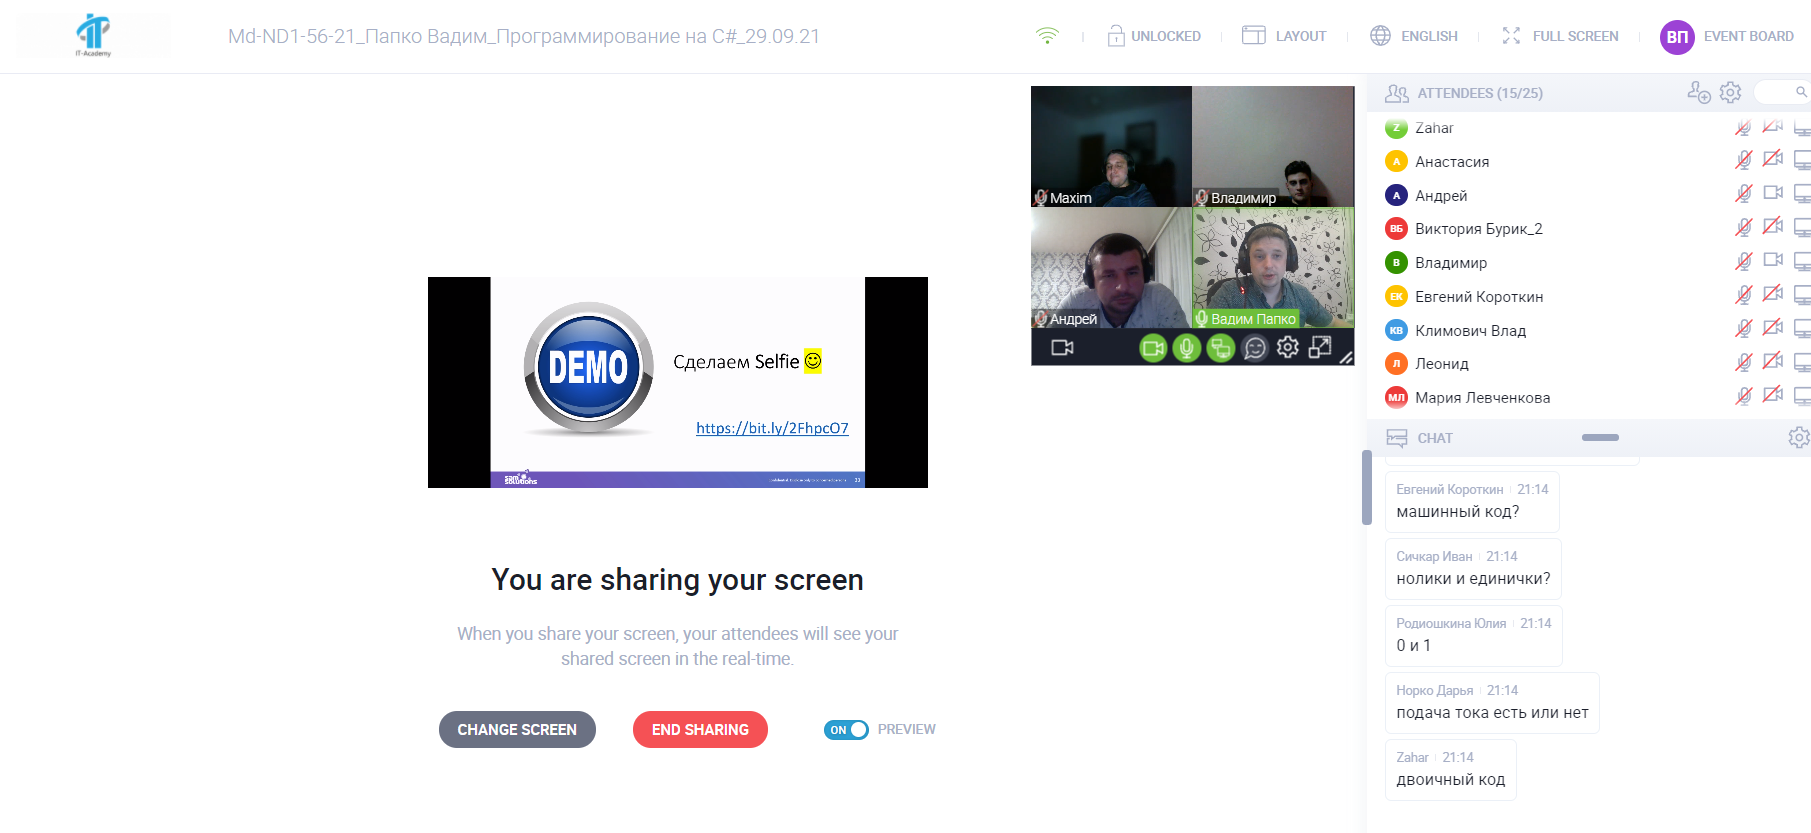 IT-Academy
Md-ND1-56-21_Папко Вадим_Программирование на C#_29.09.21
UNLOCKED
LAYOUT
ENGLISH
FULL SCREEN
ВП
EVENT BOARD
Maxim
Владимир
Андрей
Вадим Папко
DEMO
Сделаем Selfie
https://bit.ly/2FhpcO7
sam solutions
23
You are sharing your screen
When you share your screen, your attendees will see your
shared screen in the real-time.
CHANGE SCREEN
END SHARING
ON
PREVIEW
ATTENDEES (15/25)
Z Zahar
А Анастасия
А Андрей
ВБ Виктория Бурик_2
В Владимир
ЕК Евгений Короткин
КВ Климович Влад
Л Леонид
МЛ Мария Левченкова
CHAT
Евгений Короткин 21:14
машинный код?
Сичкар Иван 21:14
нолики и единички?
Родиошкина Юлия 21:14
0 и 1
Норко Дарья 21:14
подача тока есть или нет
Zahar 21:14
двоичный код